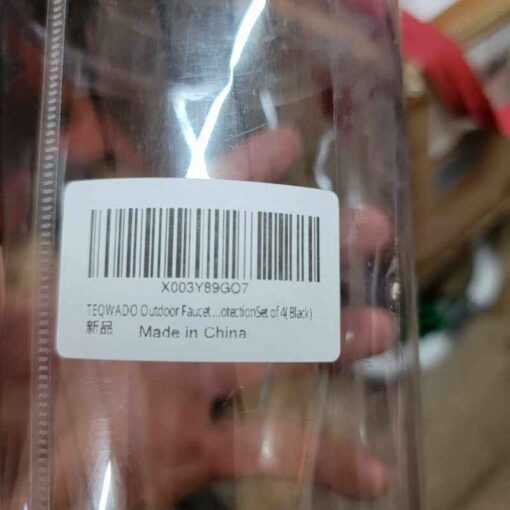 X003Y89GO7
TEQWADO Outdoor Faucet ...otectionSet of 4(Black)
新品
Made in China